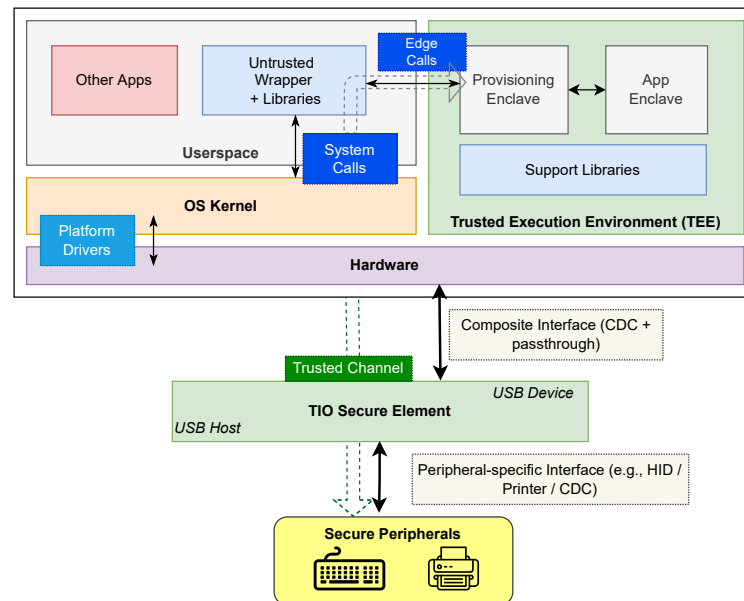 Edge
Calls
Other Apps
Untrusted
Wrapper
+ Libraries
Provisioning
Enclave
App
Enclave
System
Calls
Userspace
Support Libraries
OS Kernel
Trusted Execution Environment (TEE)
Platform
Drivers
Hardware
Composite Interface (CDC +
passthrough)
Trusted Channel
USB Device
TIO Secure Element
USB Host
Peripheral-specific Interface (e.g., HID /
Printer / CDC)
Secure Peripherals